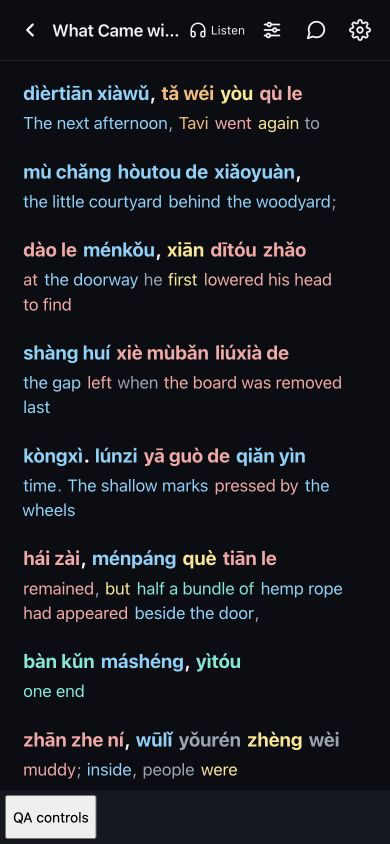 What Came wi...
Listen
dìèrtiān xiàwǔ, tǎ wéi yòu qù le
The next afternoon, Tavi went again to
mù chǎng hòutou de xiǎoyuàn,
the little courtyard behind the woodyard;
dào le ménkǒu, xiān dītóu zhǎo
at the doorway he first lowered his head
to find
shàng huí xiè mùbǎn liúxià de
the gap left when the board was removed
last
kòngxì. lúnzi yā guò de qiǎn yìn
time. The shallow marks pressed by the
wheels
hái zài, ménpáng què tiān le
remained, but half a bundle of hemp rope
had appeared beside the door,
bàn kǔn máshéng, yìtóu
one end
zhān zhe ní, wūlǐ yǒurén zhèng wèi
muddy; inside, people were
QA controls